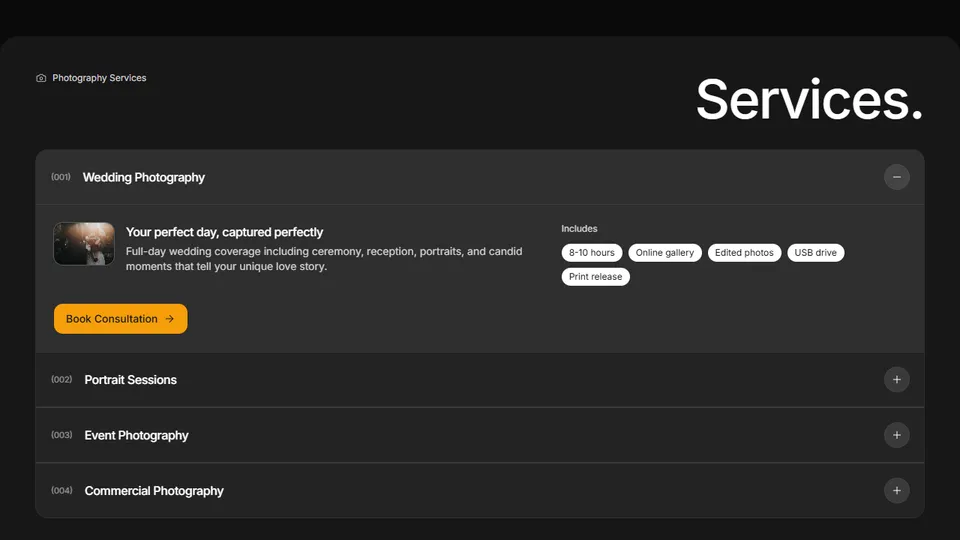 Photography Services
Services.
(001) Wedding Photography
Your perfect day, captured perfectly
Full-day wedding coverage including ceremony, reception, portraits, and candid
moments that tell your unique love story.
Includes
8-10 hours Online gallery Edited photos USB drive
Print release
Book Consultation →
(002) Portrait Sessions
(003) Event Photography
(004) Commercial Photography